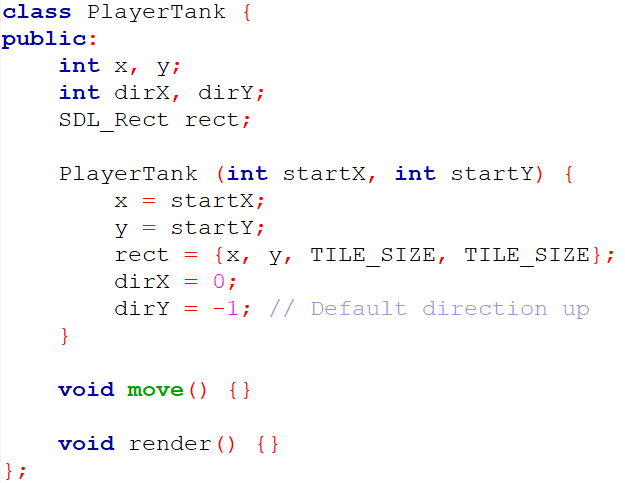 class PlayerTank {
public:
    int x, y;
    int dirX, dirY;
    SDL_Rect rect;

    PlayerTank (int startX, int startY) {
        x = startX;
        y = startY;
        rect = {x, y, TILE_SIZE, TILE_SIZE};
        dirX = 0;
        dirY = -1; // Default direction up
    }

    void move() {}

    void render() {}
};